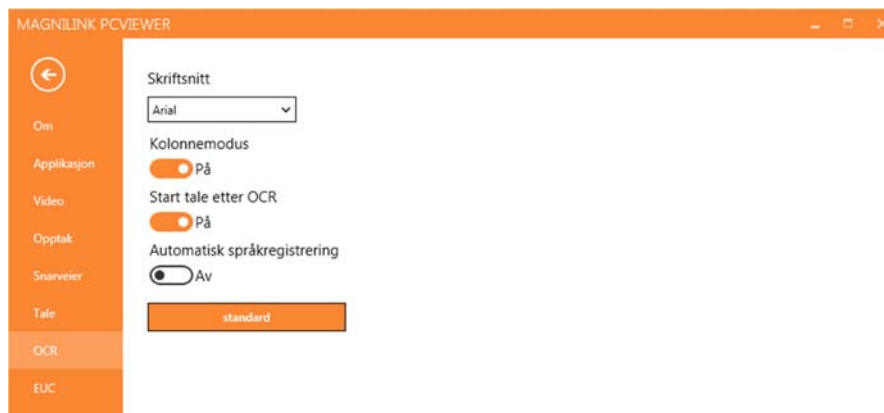 MAGNILINK PCVIEWER
Om
Applikasjon
Video
Opptak
Snarveier
Tale
OCR
EUC
Skriftsnitt
Arial
Kolonnemodus
På
Start tale etter OCR
På
Automatisk språkregistrering
Av
standard